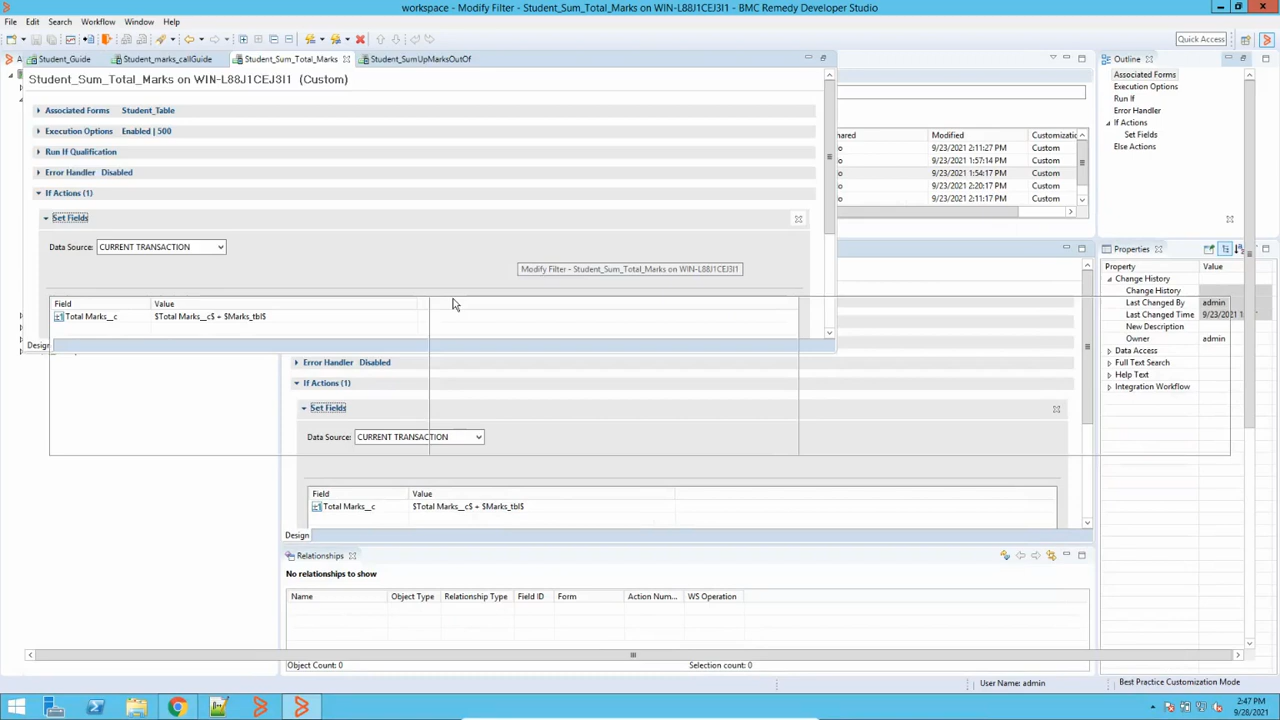 workspace - Modify Filter - Student_Sum_Total_Marks on WIN-L88J1CEJ3I1 - BMC Remedy Developer Studio
File Edit Search Workflow Window Help
Quick Access
Student_Guide Student_marks_callGuide Student_Sum_Total_Marks Student_SumUpMarksOutOf
Student_Sum_Total_Marks on WIN-L88J1CEJ3I1 (Custom)
Associated Forms Student_Table
Execution Options Enabled | 500
Run If Qualification
Error Handler Disabled
If Actions (1)
Set Fields
Data Source: CURRENT TRANSACTION
Modify Filter - Student_Sum_Total_Marks on WIN-L88J1CEJ3I1
Field Value
Total Marks__c $Total Marks__c$ + $Marks_tbl$
Design
Modified
9/23/2021 2:11:27 PM Custom
9/23/2021 1:57:14 PM Custom
9/23/2021 1:54:17 PM Custom
9/23/2021 2:20:17 PM Custom
9/23/2021 2:11:17 PM Custom
Error Handler Disabled
If Actions (1)
Set Fields
Data Source: CURRENT TRANSACTION
Field Value
Total Marks__c $Total Marks__c$ + $Marks_tbl$
Design
Relationships
No relationships to show
Name Object Type Relationship Type Field ID Form Action Num... WS Operation
Object Count: 0 Selection count: 0
Outline
Associated Forms
Execution Options
Run If
Error Handler
If Actions
Set Fields
Else Actions
Properties
Property Value
Change History
Change History
Last Changed By admin
Last Changed Time
New Description
Owner admin
Data Access
Full Text Search
Help Text
Integration Workflow
User Name: admin Best Practice Customization Mode
2:47 PM
9/28/2021